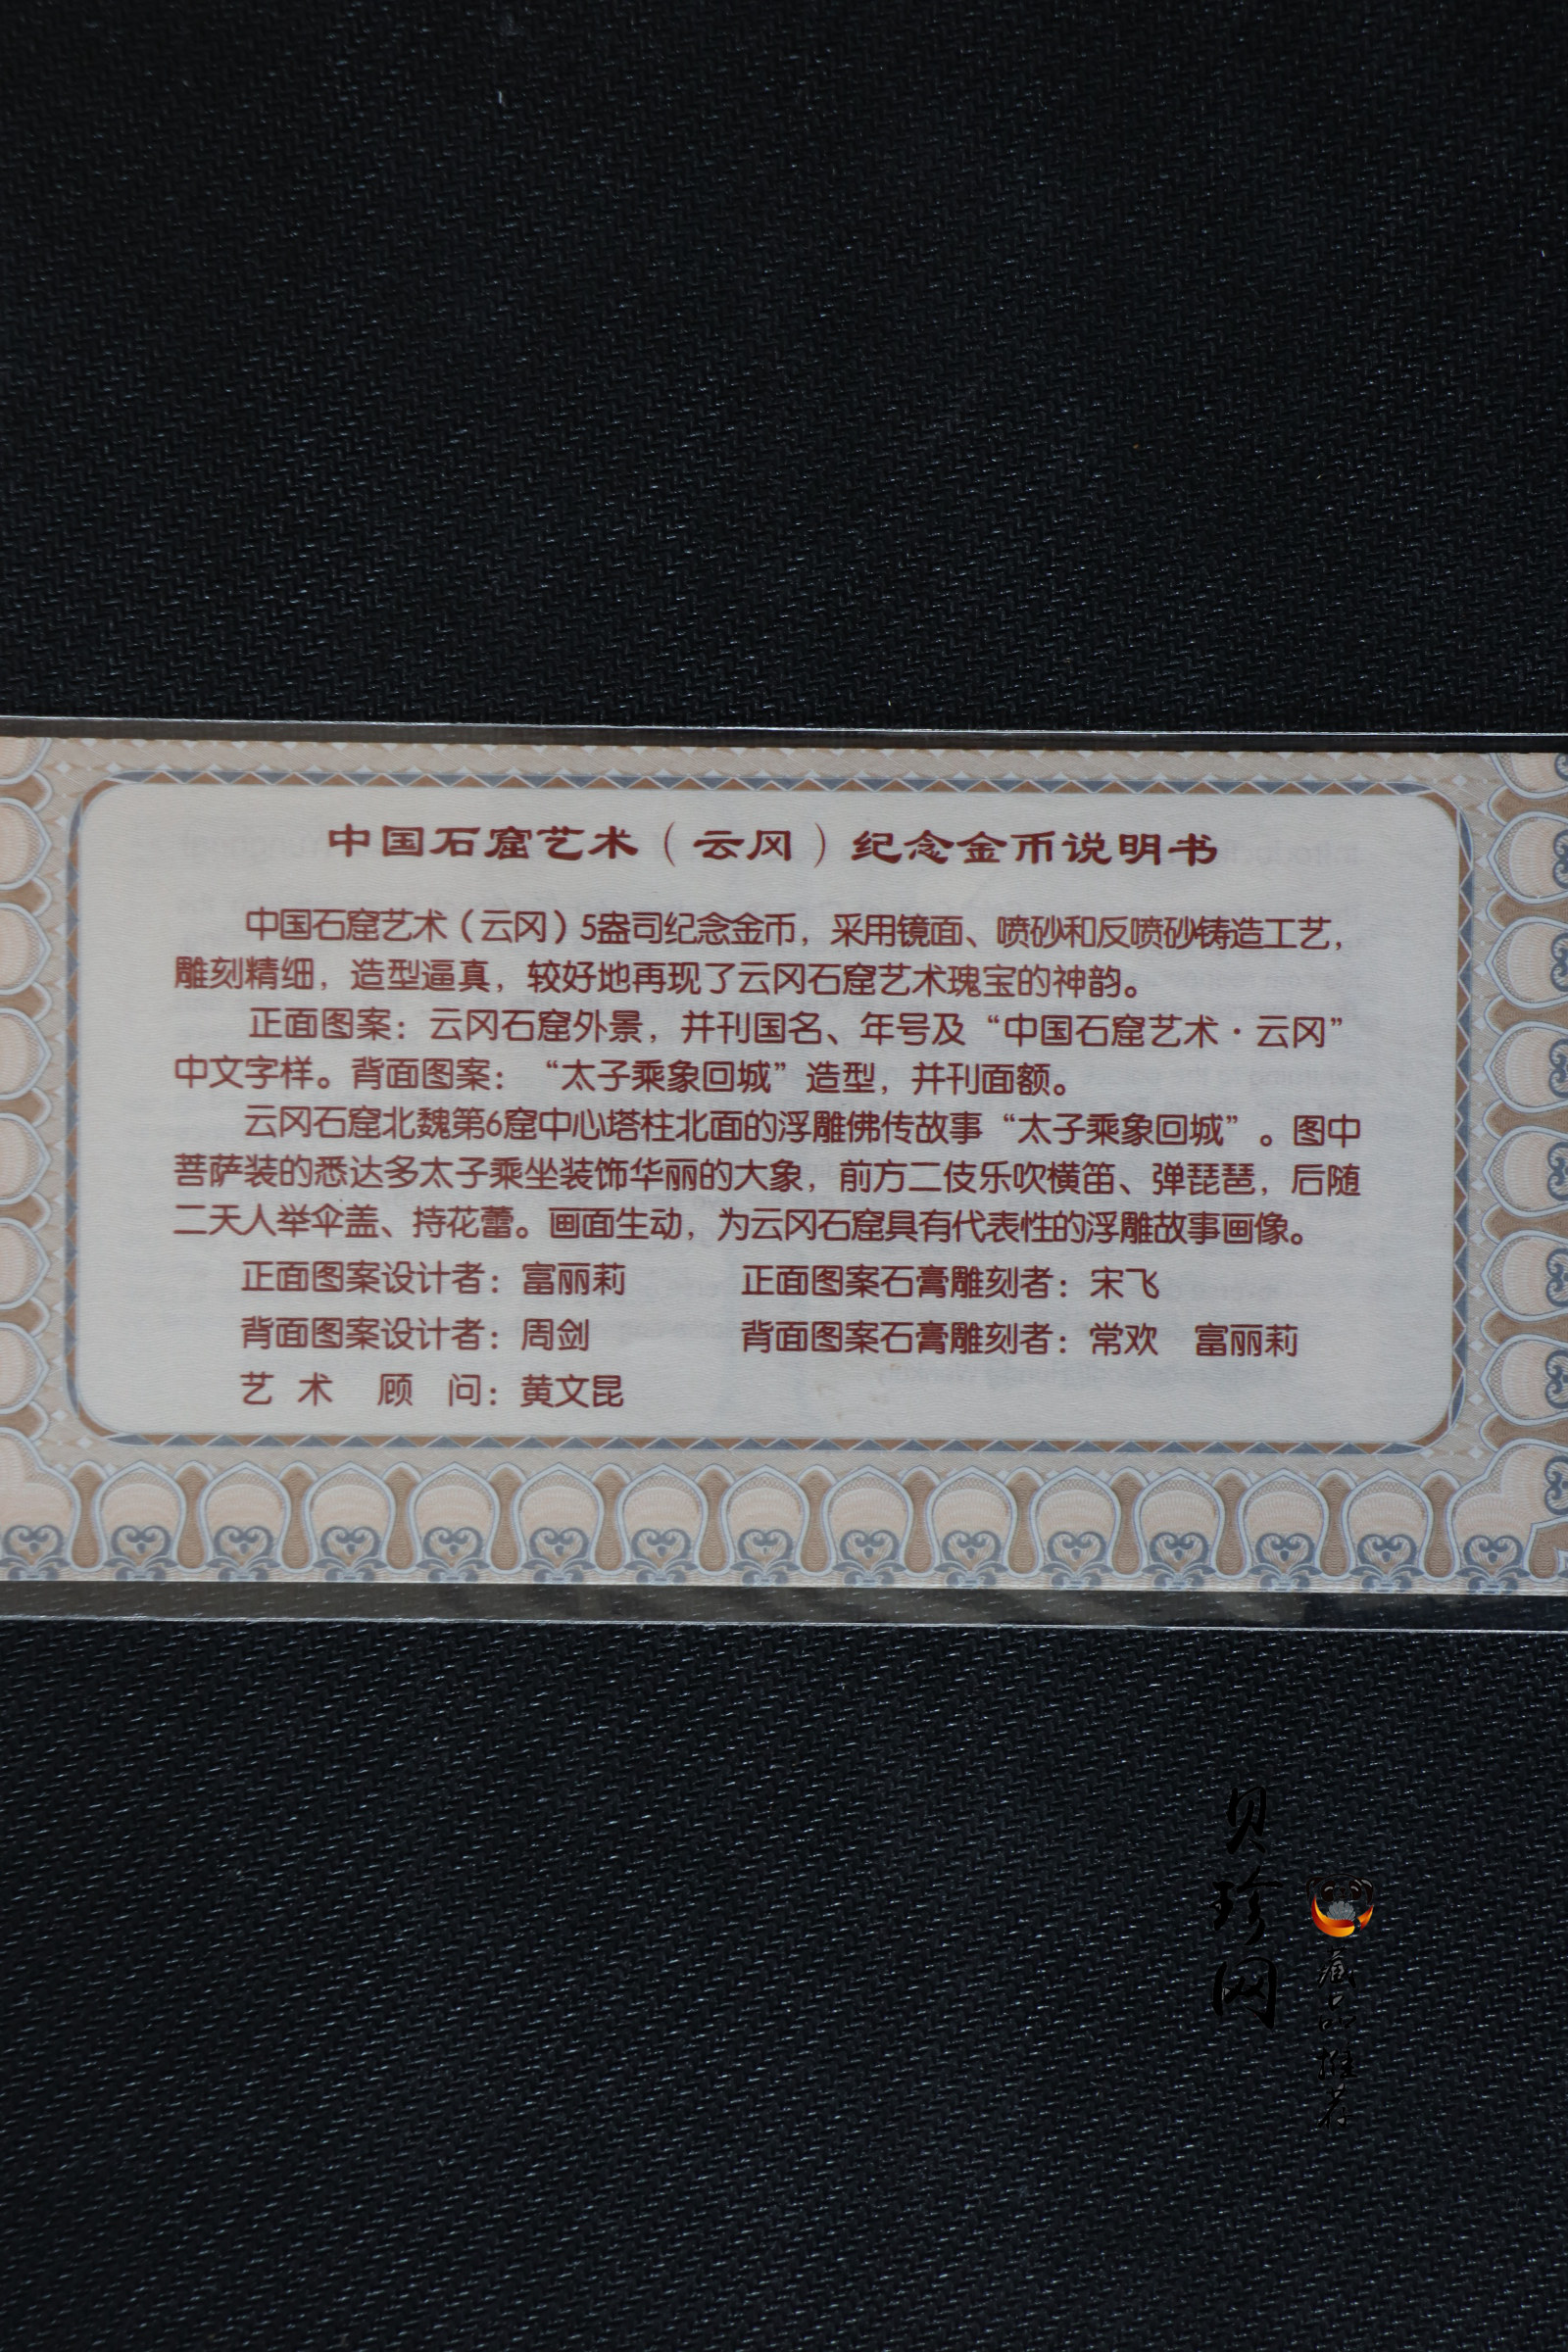 中国石窟艺术（云冈）纪念金币说明书
中国石窟艺术（云冈）5盎司纪念金币，采用镜面、喷砂和反喷砂铸造工艺，
雕刻精细，造型逼真，较好地再现了云冈石窟艺术瑰宝的神韵。
正面图案：云冈石窟外景，并刊国名、年号及“中国石窟艺术·云冈”
中文字样。背面图案：“太子乘象回城”造型，并刊面额。
云冈石窟北魏第6窟中心塔柱北面的浮雕佛传故事“太子乘象回城”。图中
菩萨装的悉达多太子乘坐装饰华丽的大象，前方二伎乐吹横笛、弹琵琶，后随
二天人举伞盖、持花蕾。画面生动，为云冈石窟具有代表性的浮雕故事画像。
正面图案设计者：富丽莉 正面图案石膏雕刻者：宋飞
背面图案设计者：周剑 背面图案石膏雕刻者：常欢 富丽莉
艺术顾问：黄文昆
贝珍网
藏品推荐